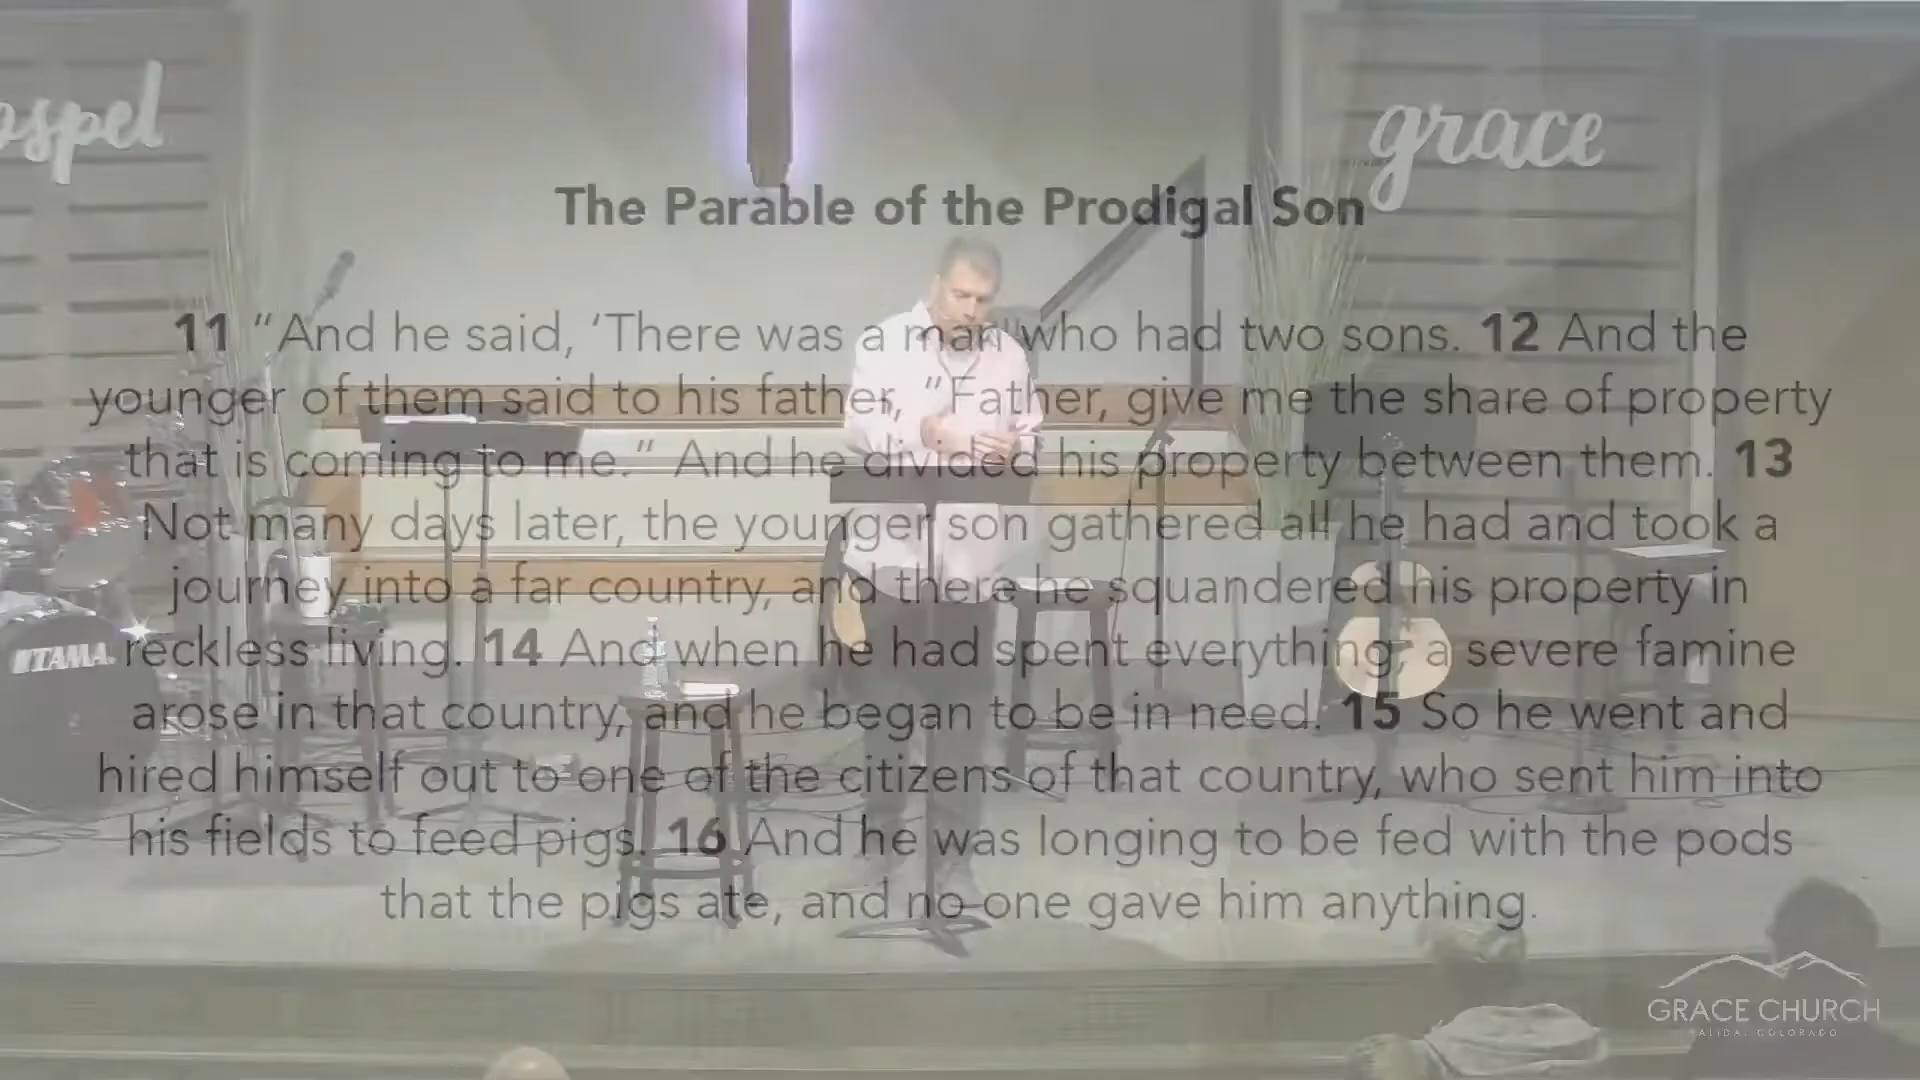 ospel
grace
The Parable of the Prodigal Son
11 “And he said, ‘There was a man who had two sons. 12 And the
younger of them said to his father, “Father, give me the share of property
that is coming to me.” And he divided his property between them. 13
Not many days later, the younger son gathered all he had and took a
journey into a far country, and there he squandered his property in
reckless living. 14 And when he had spent everything, a severe famine
arose in that country, and he began to be in need. 15 So he went and
hired himself out to one of the citizens of that country, who sent him into
his fields to feed pigs. 16 And he was longing to be fed with the pods
that the pigs ate, and no one gave him anything.
TAMA
GRACE CHURCH
SALIDA, COLORADO